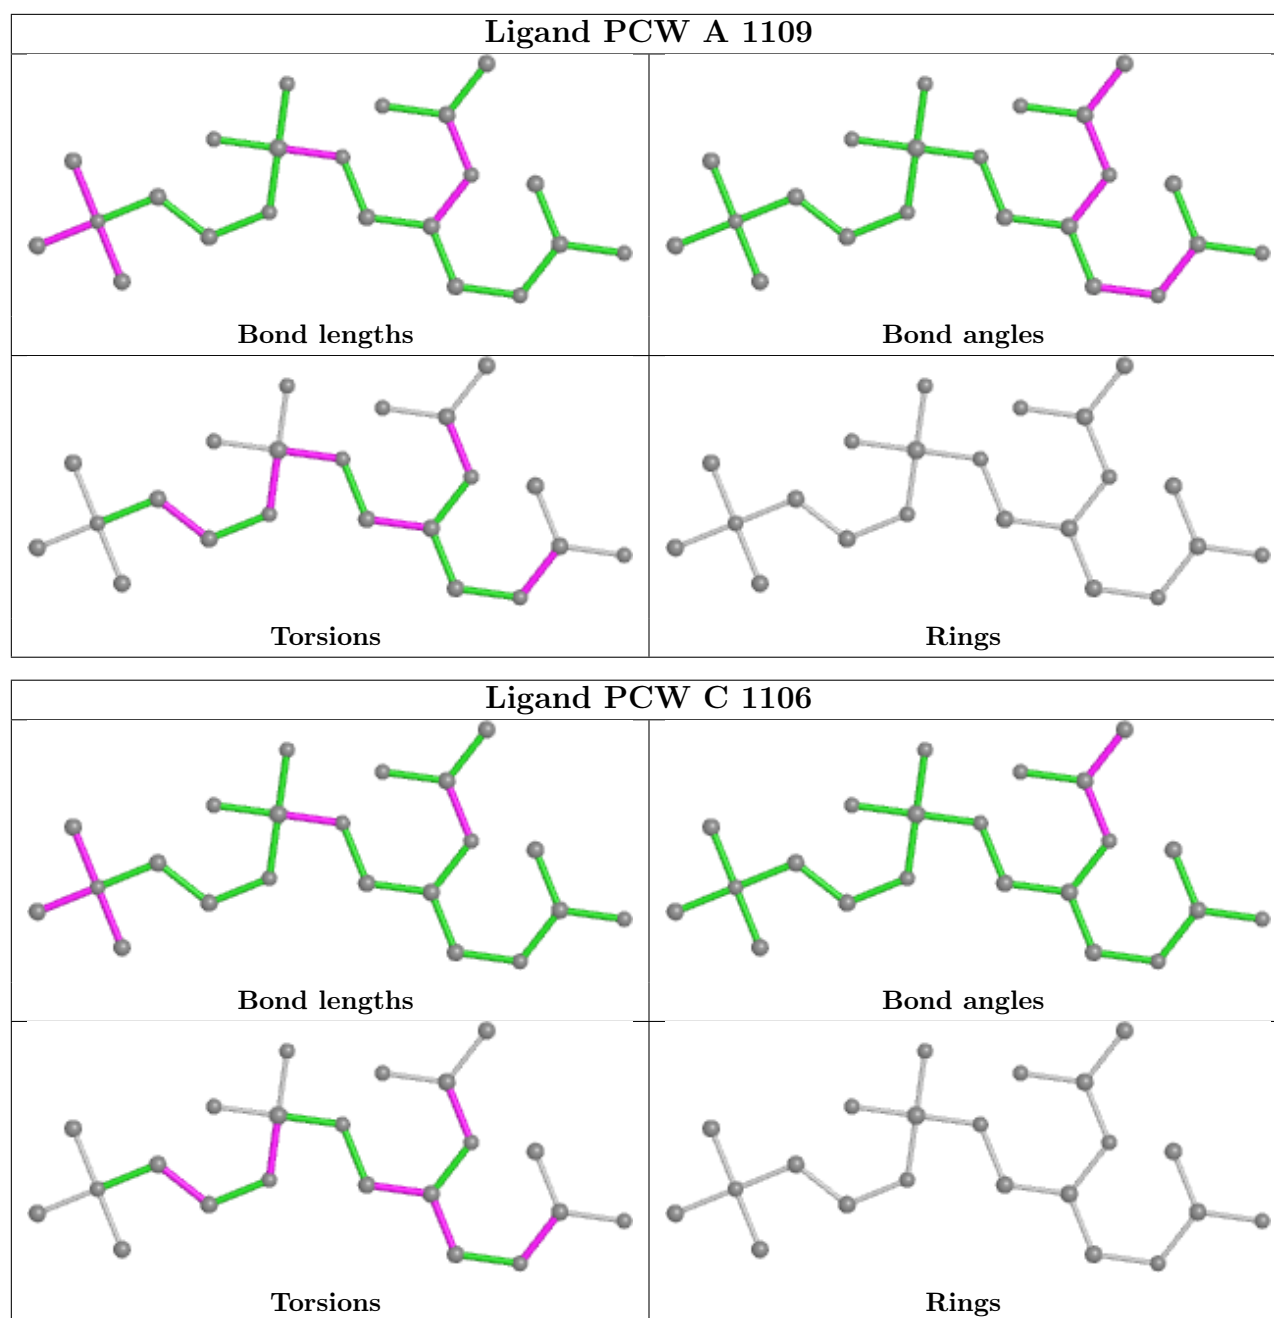 Ligand PCW A 1109
Bond lengths
Bond angles
Torsions
Rings
Ligand PCW C 1106
Bond lengths
Bond angles
Torsions
Rings